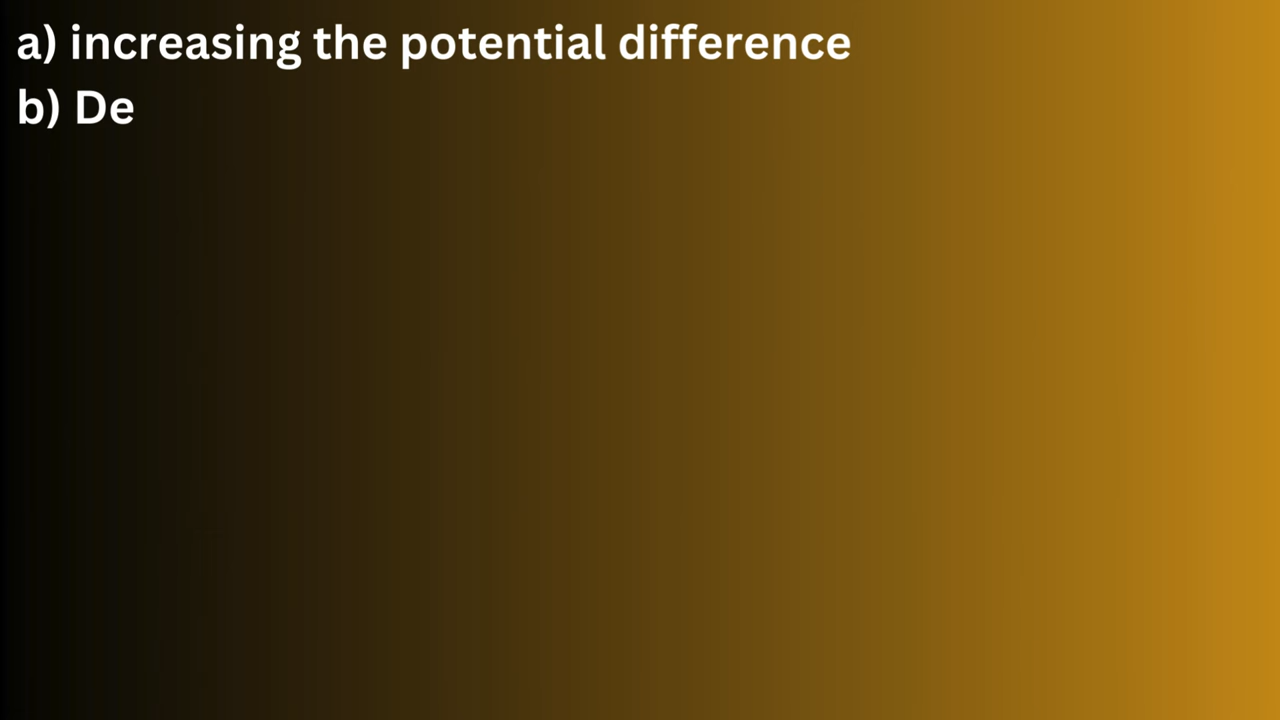 a) increasing the potential difference
b) De